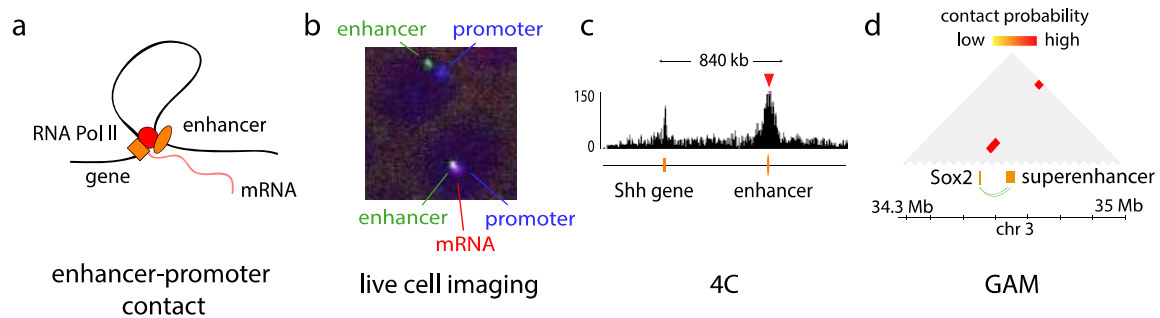 a
RNA Pol II
enhancer
gene
mRNA
enhancer-promoter
contact
b
enhancer
promoter
enhancer
promoter
mRNA
live cell imaging
c
840 kb
150
0
Shh gene
enhancer
4C
d
contact probability
low
high
Sox2
superenhancer
34.3 Mb
35 Mb
chr 3
GAM